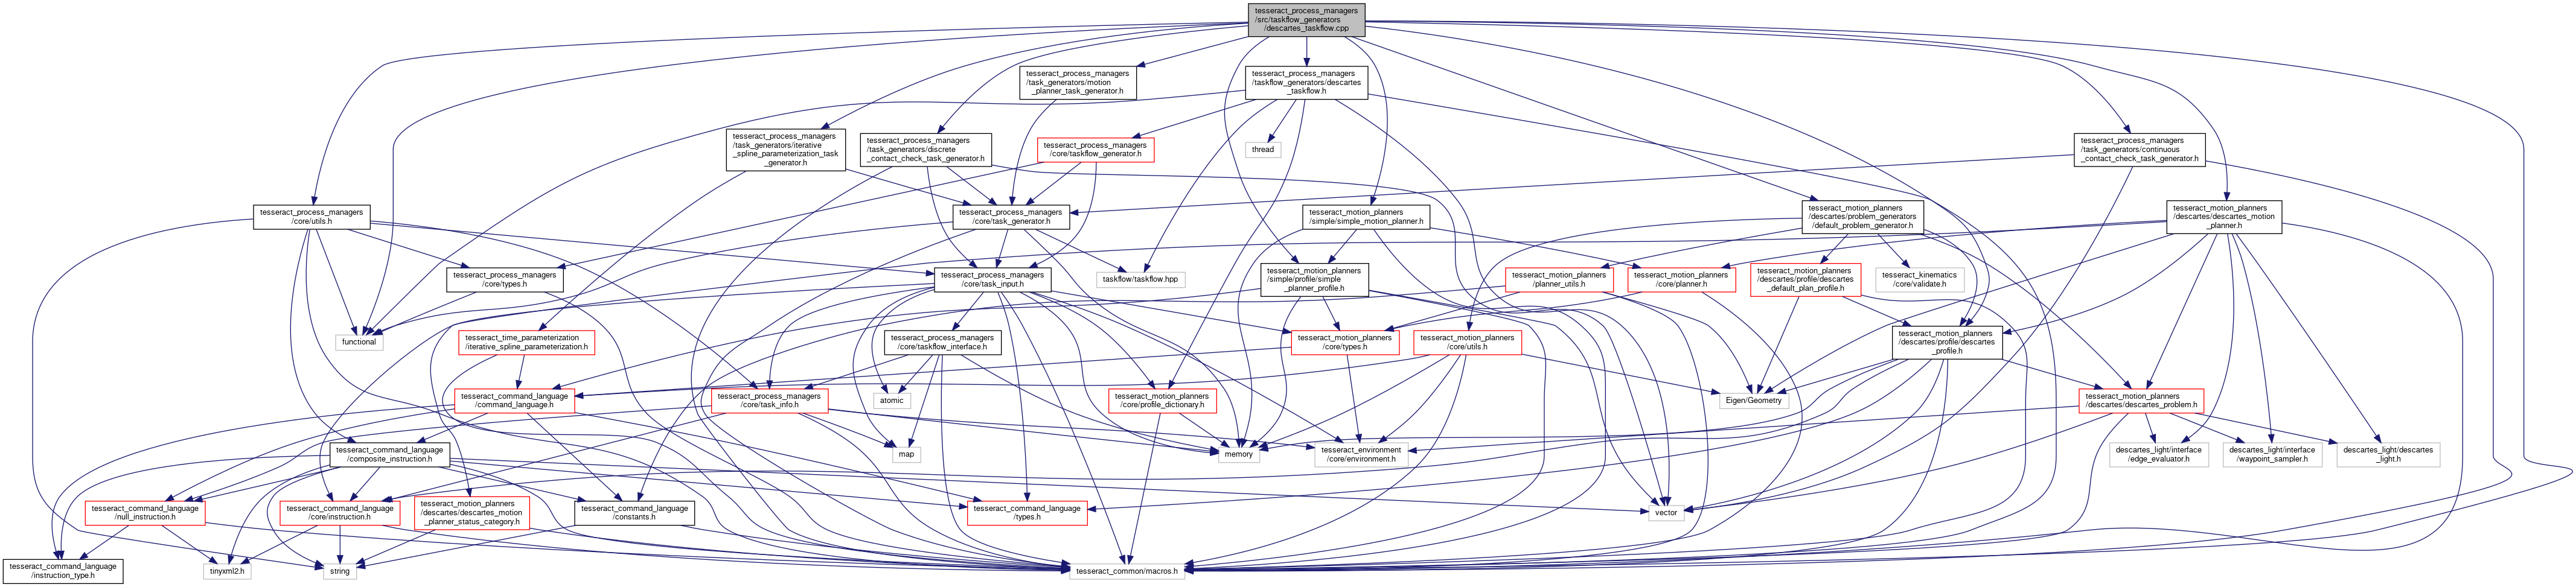 tesseract_process_managers
/src/taskflow_generators
/descartes_taskflow.cpp
tesseract_process_managers
/task_generators/motion
_planner_task_generator.h
tesseract_process_managers
/taskflow_generators/descartes
_taskflow.h
tesseract_process_managers
/task_generators/iterative
_spline_parameterization_task
_generator.h
tesseract_process_managers
/task_generators/discrete
_contact_check_task_generator.h
tesseract_process_managers
/core/taskflow_generator.h
thread
tesseract_process_managers
/task_generators/continuous
_contact_check_task_generator.h
tesseract_process_managers
/core/utils.h
tesseract_process_managers
/core/task_generator.h
tesseract_motion_planners
/simple/simple_motion_planner.h
tesseract_motion_planners
/descartes/problem_generators
/default_problem_generator.h
tesseract_motion_planners
/descartes/descartes_motion
_planner.h
tesseract_process_managers
/core/types.h
tesseract_process_managers
/core/task_input.h
taskflow/taskflow.hpp
tesseract_motion_planners
/simple/profile/simple
_planner_profile.h
tesseract_motion_planners
/planner_utils.h
tesseract_motion_planners
/core/planner.h
tesseract_motion_planners
/descartes/profile/descartes
_default_plan_profile.h
tesseract_kinematics
/core/validate.h
functional
tesseract_time_parameterization
/iterative_spline_parameterization.h
tesseract_process_managers
/core/taskflow_interface.h
tesseract_motion_planners
/core/types.h
tesseract_motion_planners
/core/utils.h
tesseract_motion_planners
/descartes/profile/descartes
_profile.h
tesseract_command_language
/command_language.h
tesseract_process_managers
/core/task_info.h
atomic
tesseract_motion_planners
/core/profile_dictionary.h
Eigen/Geometry
tesseract_motion_planners
/descartes/descartes_problem.h
tesseract_command_language
/composite_instruction.h
map
memory
tesseract_environment
/core/environment.h
descartes_light/interface
/edge_evaluator.h
descartes_light/interface
/waypoint_sampler.h
descartes_light/descartes
_light.h
tesseract_command_language
/null_instruction.h
tesseract_command_language
/core/instruction.h
tesseract_motion_planners
/descartes/descartes_motion
_planner_status_category.h
tesseract_command_language
/constants.h
tesseract_command_language
/types.h
vector
tesseract_command_language
/instruction_type.h
tinyxml2.h
string
tesseract_common/macros.h